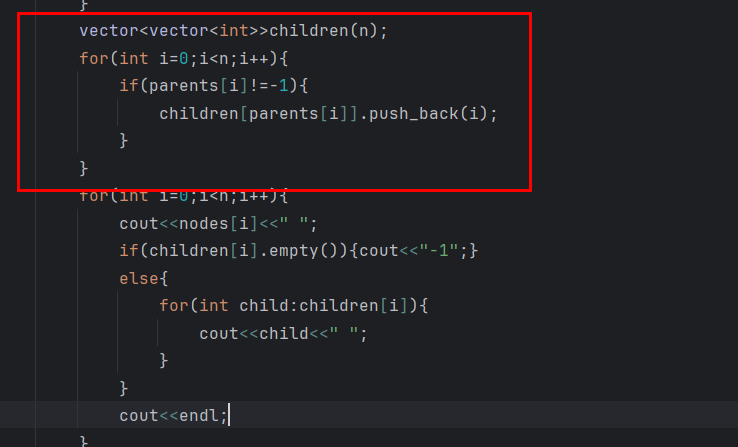 }
vector<vector<int>>children(n);
for(int i=0;i<n;i++){
if(parents[i]!=-1){
children[parents[i]].push_back(i);
}
}
for(int i=0;i<n;i++){
cout<<nodes[i]<<" ";
if(children[i].empty()){cout<<"-1";}
else{
for(int child:children[i]){
cout<<child<<" ";
}
}
cout<<endl;
}